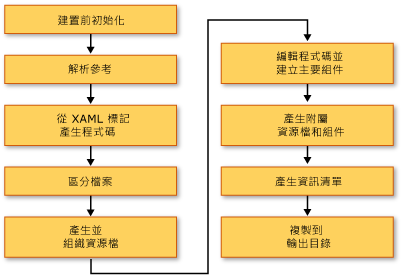 建置前初始化
解析參考
從 XAML 標記
產生程式碼
區分檔案
產生並
組織資源檔
編輯程式碼並
建立主要組件
產生附屬
資源檔和組件
產生資訊清單
複製到
輸出目錄